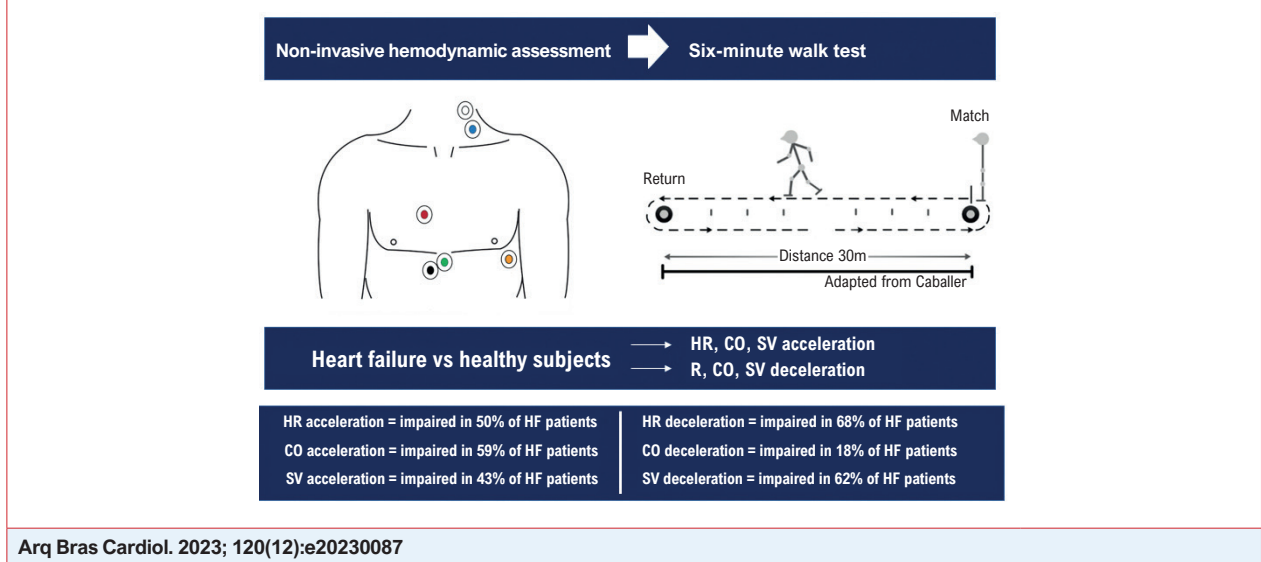 Non-invasive hemodynamic assessment
Six-minute walk test
Match
Return
Distance 30m
Adapted from Caballer
Heart failure vs healthy subjects
HR, CO, SV acceleration
R, CO, SV deceleration
HR acceleration = impaired in 50% of HF patients
CO acceleration = impaired in 59% of HF patients
SV acceleration = impaired in 43% of HF patients
HR deceleration = impaired in 68% of HF patients
CO deceleration = impaired in 18% of HF patients
SV deceleration = impaired in 62% of HF patients
Arq Bras Cardiol. 2023; 120(12):e20230087